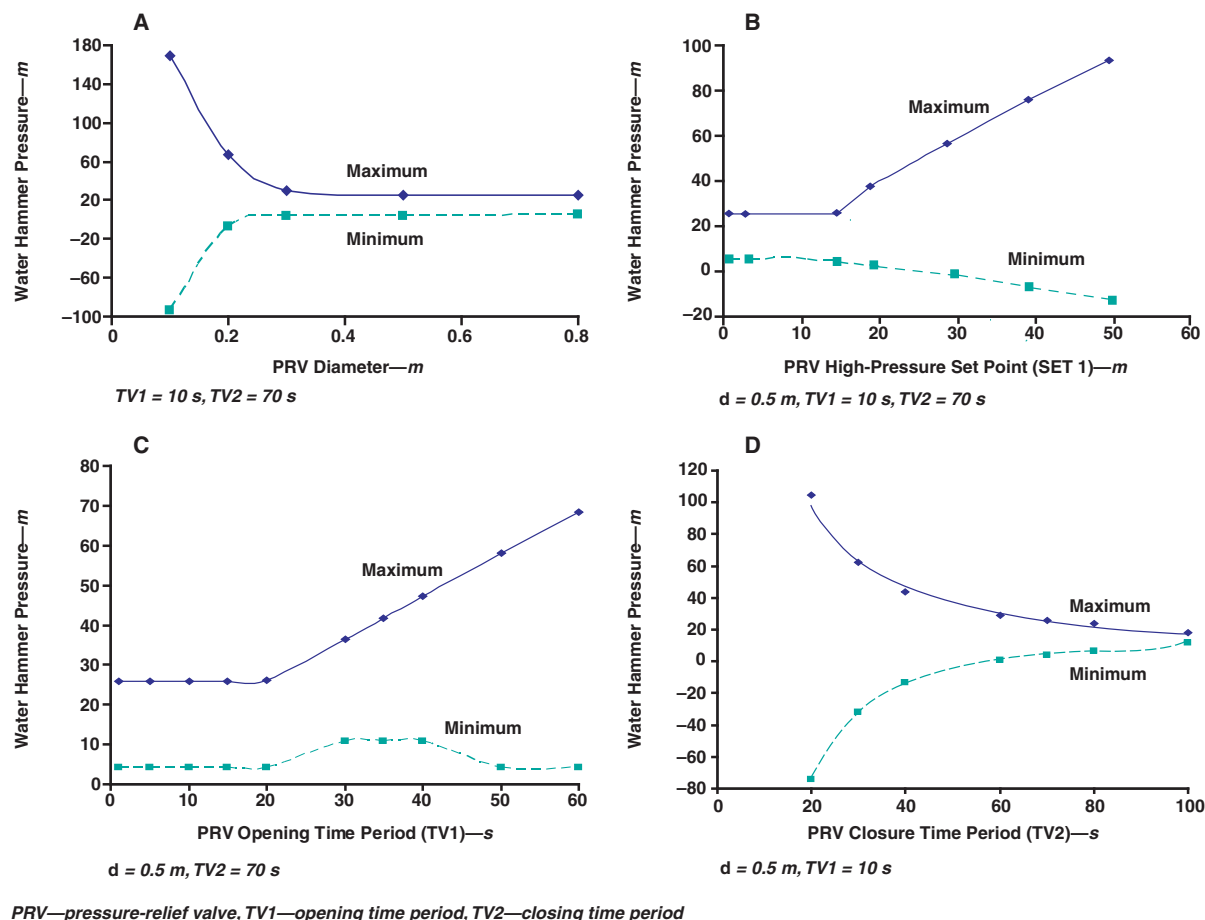 A
Water Hammer Pressure—m
180
140
100
60
20
–20
–60
–100
Maximum
Minimum
0 0.2 0.4 0.6 0.8
PRV Diameter—m
TV1 = 10 s, TV2 = 70 s
B
Water Hammer Pressure—m
100
80
60
40
20
0
–20
Maximum
Minimum
0 10 20 30 40 50 60
PRV High-Pressure Set Point (SET 1)—m
d = 0.5 m, TV1 = 10 s, TV2 = 70 s
C
Water Hammer Pressure—m
80
70
60
50
40
30
20
10
0
Maximum
Minimum
0 10 20 30 40 50 60
PRV Opening Time Period (TV1)—s
d = 0.5 m, TV2 = 70 s
D
Water Hammer Pressure—m
120
100
80
60
40
20
0
–20
–40
–60
–80
Maximum
Minimum
0 20 40 60 80 100
PRV Closure Time Period (TV2)—s
d = 0.5 m, TV1 = 10 s
PRV—pressure-relief valve, TV1—opening time period, TV2—closing time period